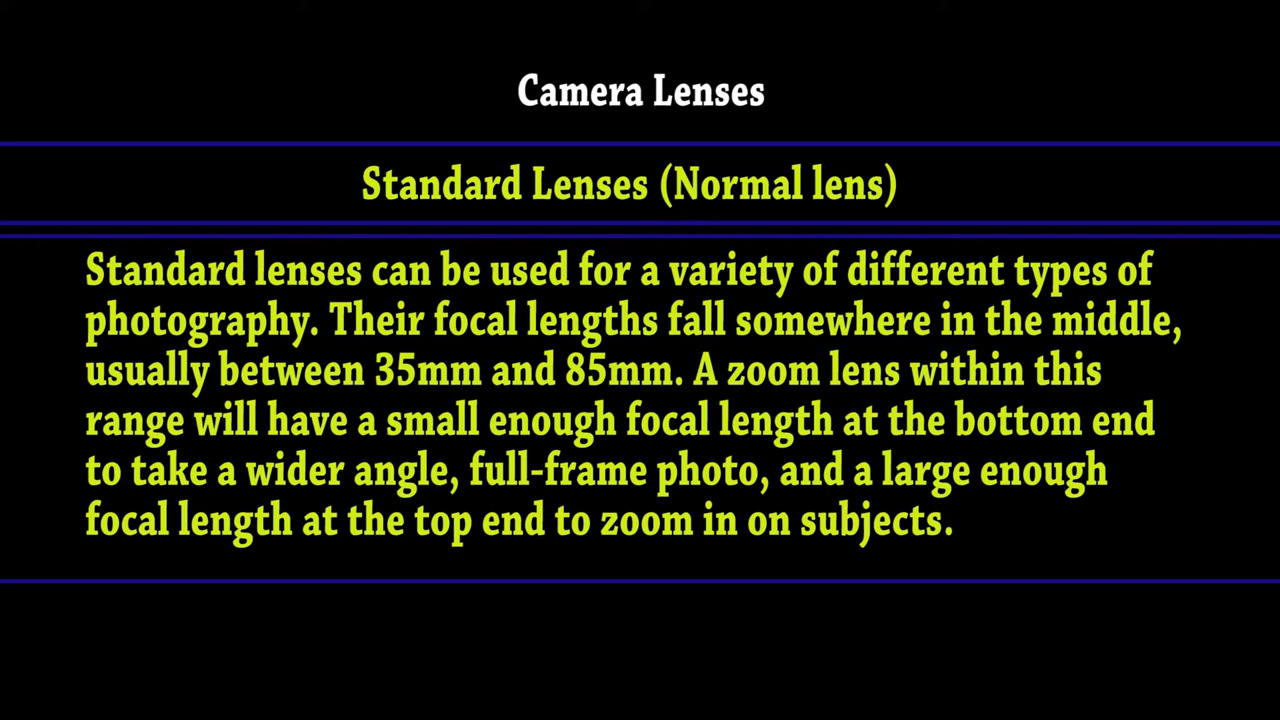 Camera Lenses
Standard Lenses (Normal lens)
Standard lenses can be used for a variety of different types of
photography. Their focal lengths fall somewhere in the middle,
usually between 35mm and 85mm. A zoom lens within this
range will have a small enough focal length at the bottom end
to take a wider angle, full-frame photo, and a large enough
focal length at the top end to zoom in on subjects.